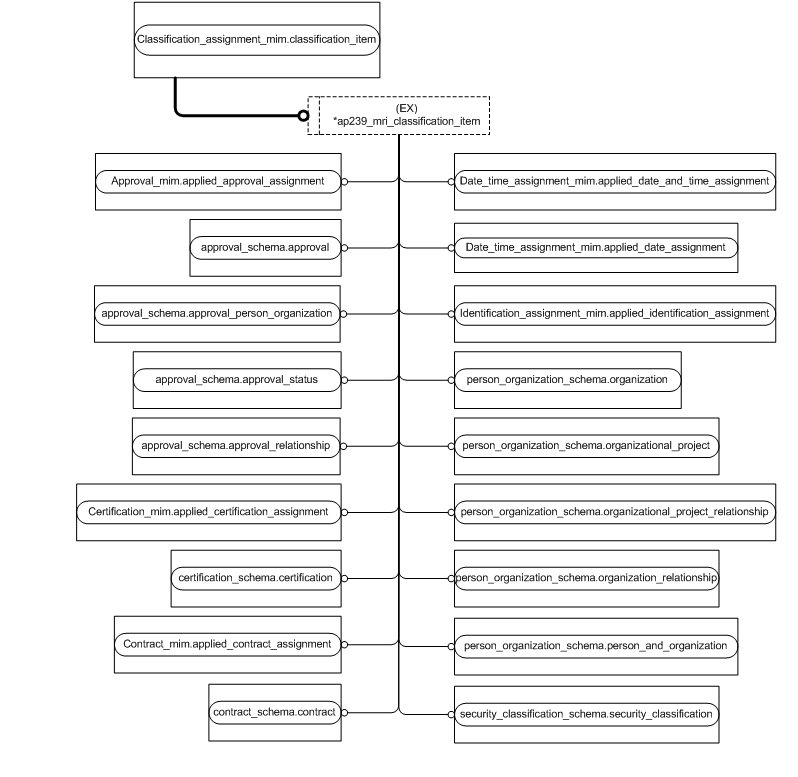 Classification_assignment_mim.classification_item
(EX)
*ap239_mri_classification_item
Approval_mim.applied_approval_assignment
Date_time_assignment_mim.applied_date_and_time_assignment
approval_schema.approval
Date_time_assignment_mim.applied_date_assignment
approval_schema.approval_person_organization
Identification_assignment_mim.applied_identification_assignment
approval_schema.approval_status
person_organization_schema.organization
approval_schema.approval_relationship
person_organization_schema.organizational_project
Certification_mim.applied_certification_assignment
person_organization_schema.organizational_project_relationship
certification_schema.certification
person_organization_schema.organization_relationship
Contract_mim.applied_contract_assignment
person_organization_schema.person_and_organization
contract_schema.contract
security_classification_schema.security_classification